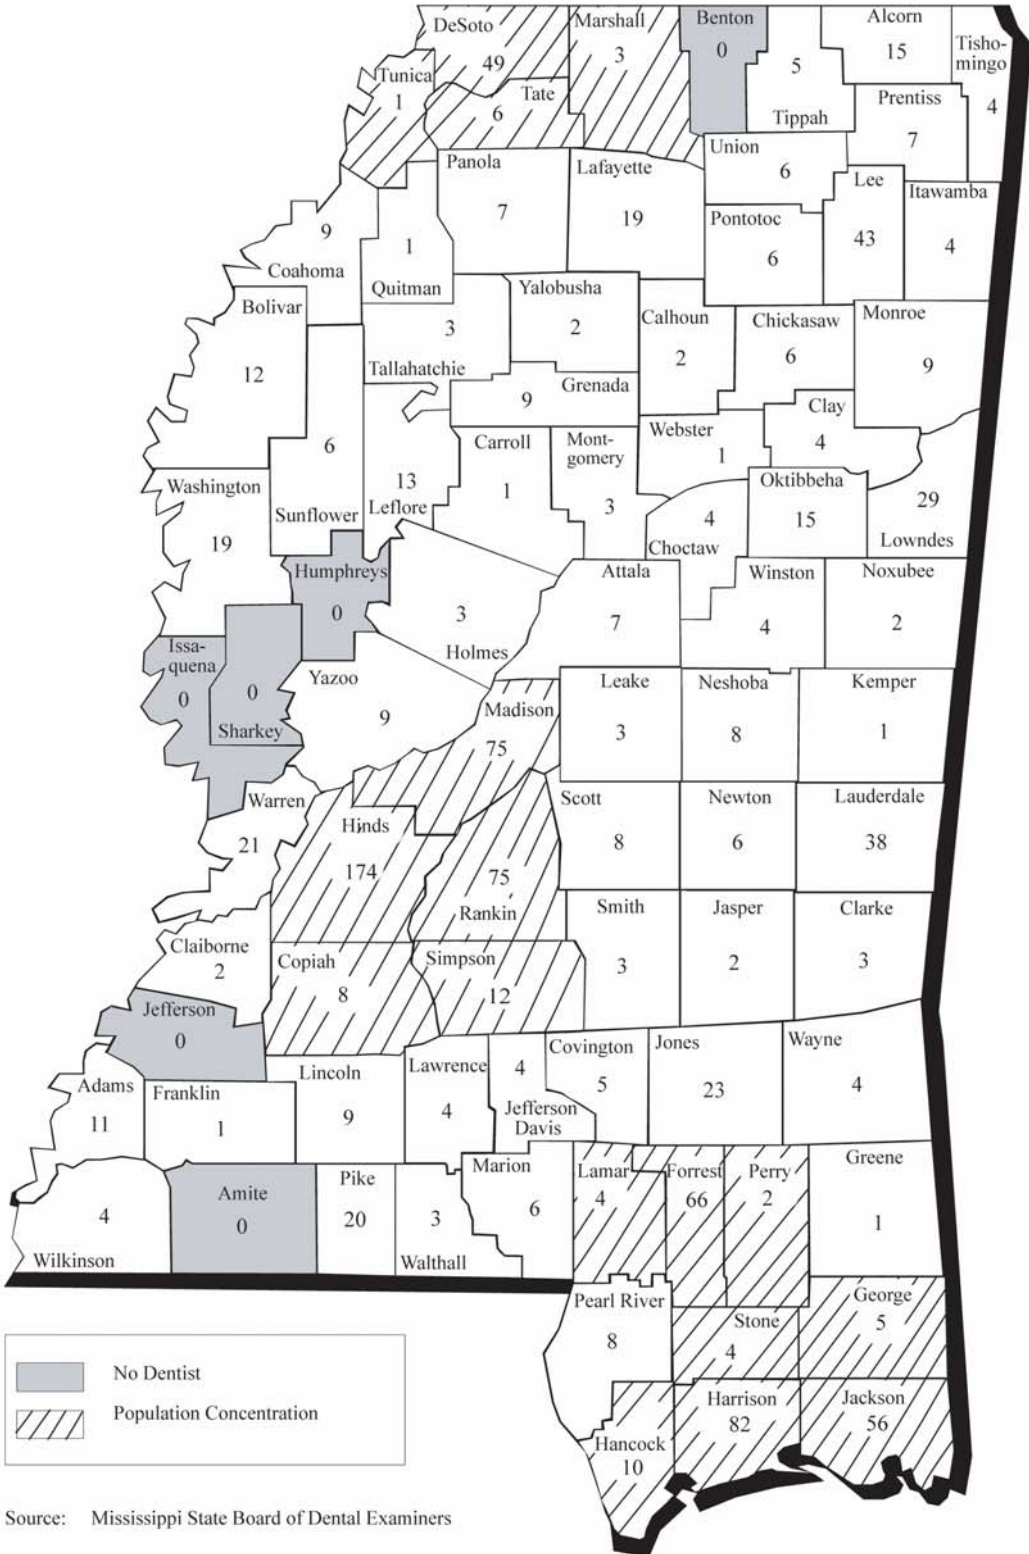 DeSoto
49
Marshall
3
Benton
0
Alcorn
15
Tisho-
mingo
4
5
Tippah
Tunica
1
Tate
6
Prentiss
7
Union
6
Panola
7
Lafayette
19
Lee
43
Itawamba
4
Pontotoc
6
9
Coahoma
1
Quitman
Bolivar
12
3
Tallahatchie
Yalobusha
2
Calhoun
2
Chickasaw
6
Monroe
9
Grenada
9
Clay
4
6
Sunflower
13
Leflore
Carroll
1
Mont-
gomery
3
Webster
1
Washington
19
4
Choctaw
Oktibbeha
15
29
Lowndes
Humphreys
0
3
Holmes
Attala
7
Winston
4
Noxubee
2
Issa-
quena
0
0
Sharkey
Yazoo
9
Madison
75
Leake
3
Neshoba
8
Kemper
1
Warren
21
Hinds
174
75
Rankin
Scott
8
Newton
6
Lauderdale
38
Smith
3
Jasper
2
Clarke
3
Claiborne
2
Copiah
8
Simpson
12
Jefferson
0
Adams
11
Franklin
1
Lincoln
9
Lawrence
4
4
Jefferson
Davis
Covington
5
Jones
23
Wayne
4
4
Wilkinson
Amite
0
Pike
20
3
Walthall
Marion
6
Lamar
4
Forrest
66
Perry
2
Greene
1
Pearl River
8
Stone
4
George
5
Hancock
10
Harrison
82
Jackson
56
No Dentist
Population Concentration
Source: Mississippi State Board of Dental Examiners